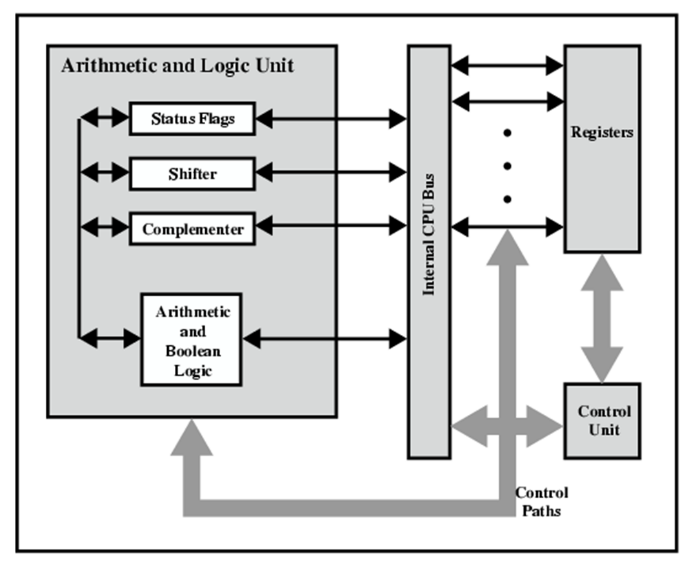 Arithmetic and Logic Unit
Status Flags
Shifter
Complementer
Arithmetic
and
Boolean
Logic
Internal CPU Bus
Registers
Control
Unit
Control
Paths